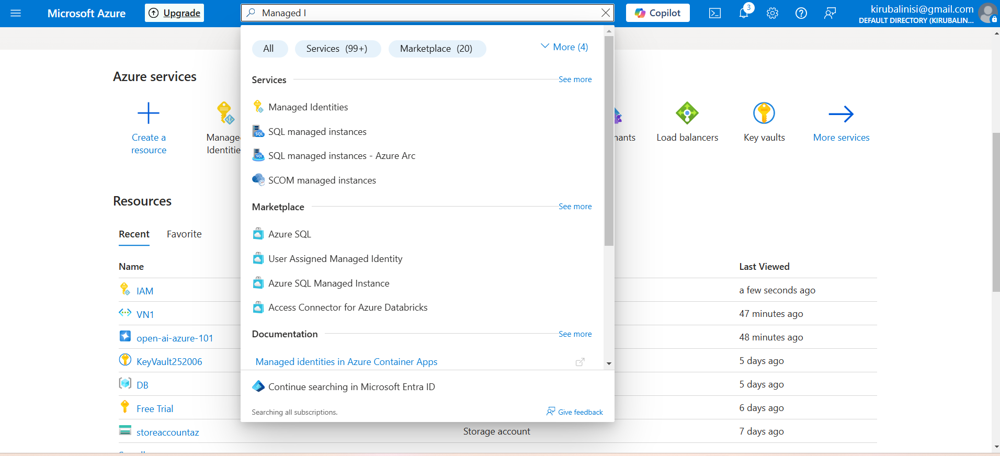 Microsoft Azure
Upgrade
Managed I
Copilot
3
kirubalinisi@gmail.com
DEFAULT DIRECTORY (KIRUBALIN...
All
Services (99+)
Marketplace (20)
More (4)
Services
See more
Managed Identities
SQL managed instances
SQL managed instances - Azure Arc
SCOM managed instances
Marketplace
See more
Azure SQL
User Assigned Managed Identity
Azure SQL Managed Instance
Access Connector for Azure Databricks
Documentation
See more
Managed identities in Azure Container Apps
Continue searching in Microsoft Entra ID
Searching all subscriptions.
Give feedback
Azure services
Create a
resource
Manage
Identitie
nants
Load balancers
Key vaults
More services
Resources
Recent
Favorite
Name
Last Viewed
IAM
a few seconds ago
VN1
47 minutes ago
open-ai-azure-101
48 minutes ago
KeyVault252006
5 days ago
DB
5 days ago
Free Trial
6 days ago
storeaccountaz
Storage account
7 days ago